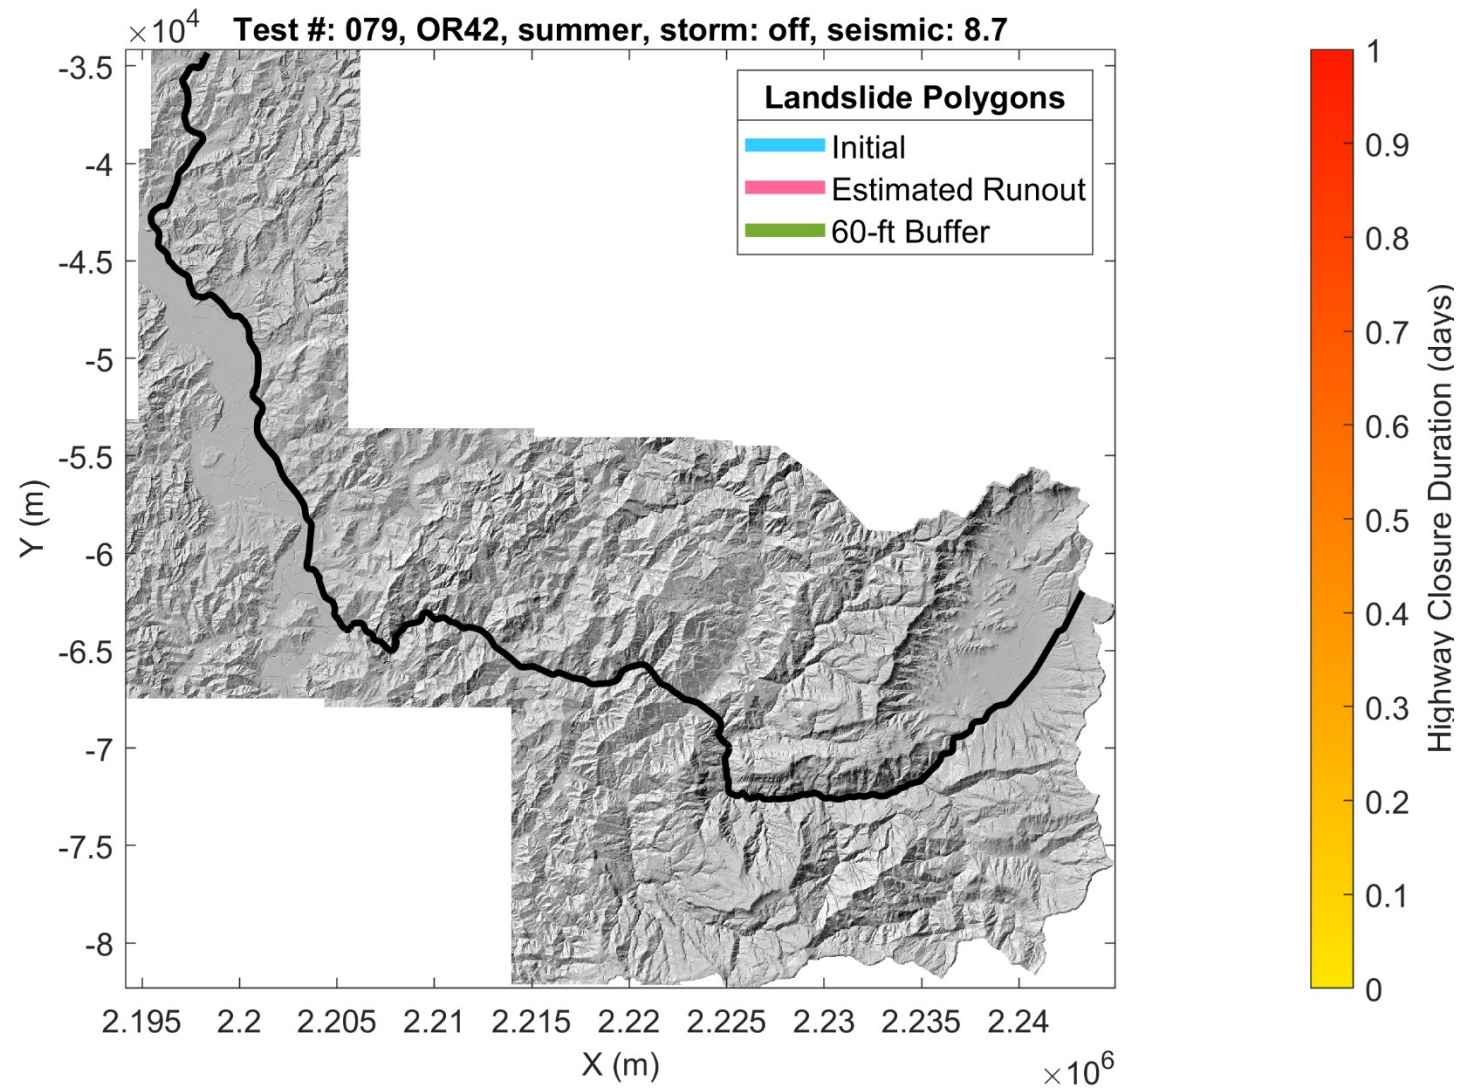 ×10⁴
Test #: 079, OR42, summer, storm: off, seismic: 8.7
Landslide Polygons
Initial
Estimated Runout
60-ft Buffer
-3.5
-4
-4.5
-5
-5.5
-6
-6.5
-7
-7.5
-8
Y (m)
2.195 2.2 2.205 2.21 2.215 2.22 2.225 2.23 2.235 2.24
X (m)
×10⁶
1
0.9
0.8
0.7
0.6
0.5
0.4
0.3
0.2
0.1
0
Highway Closure Duration (days)